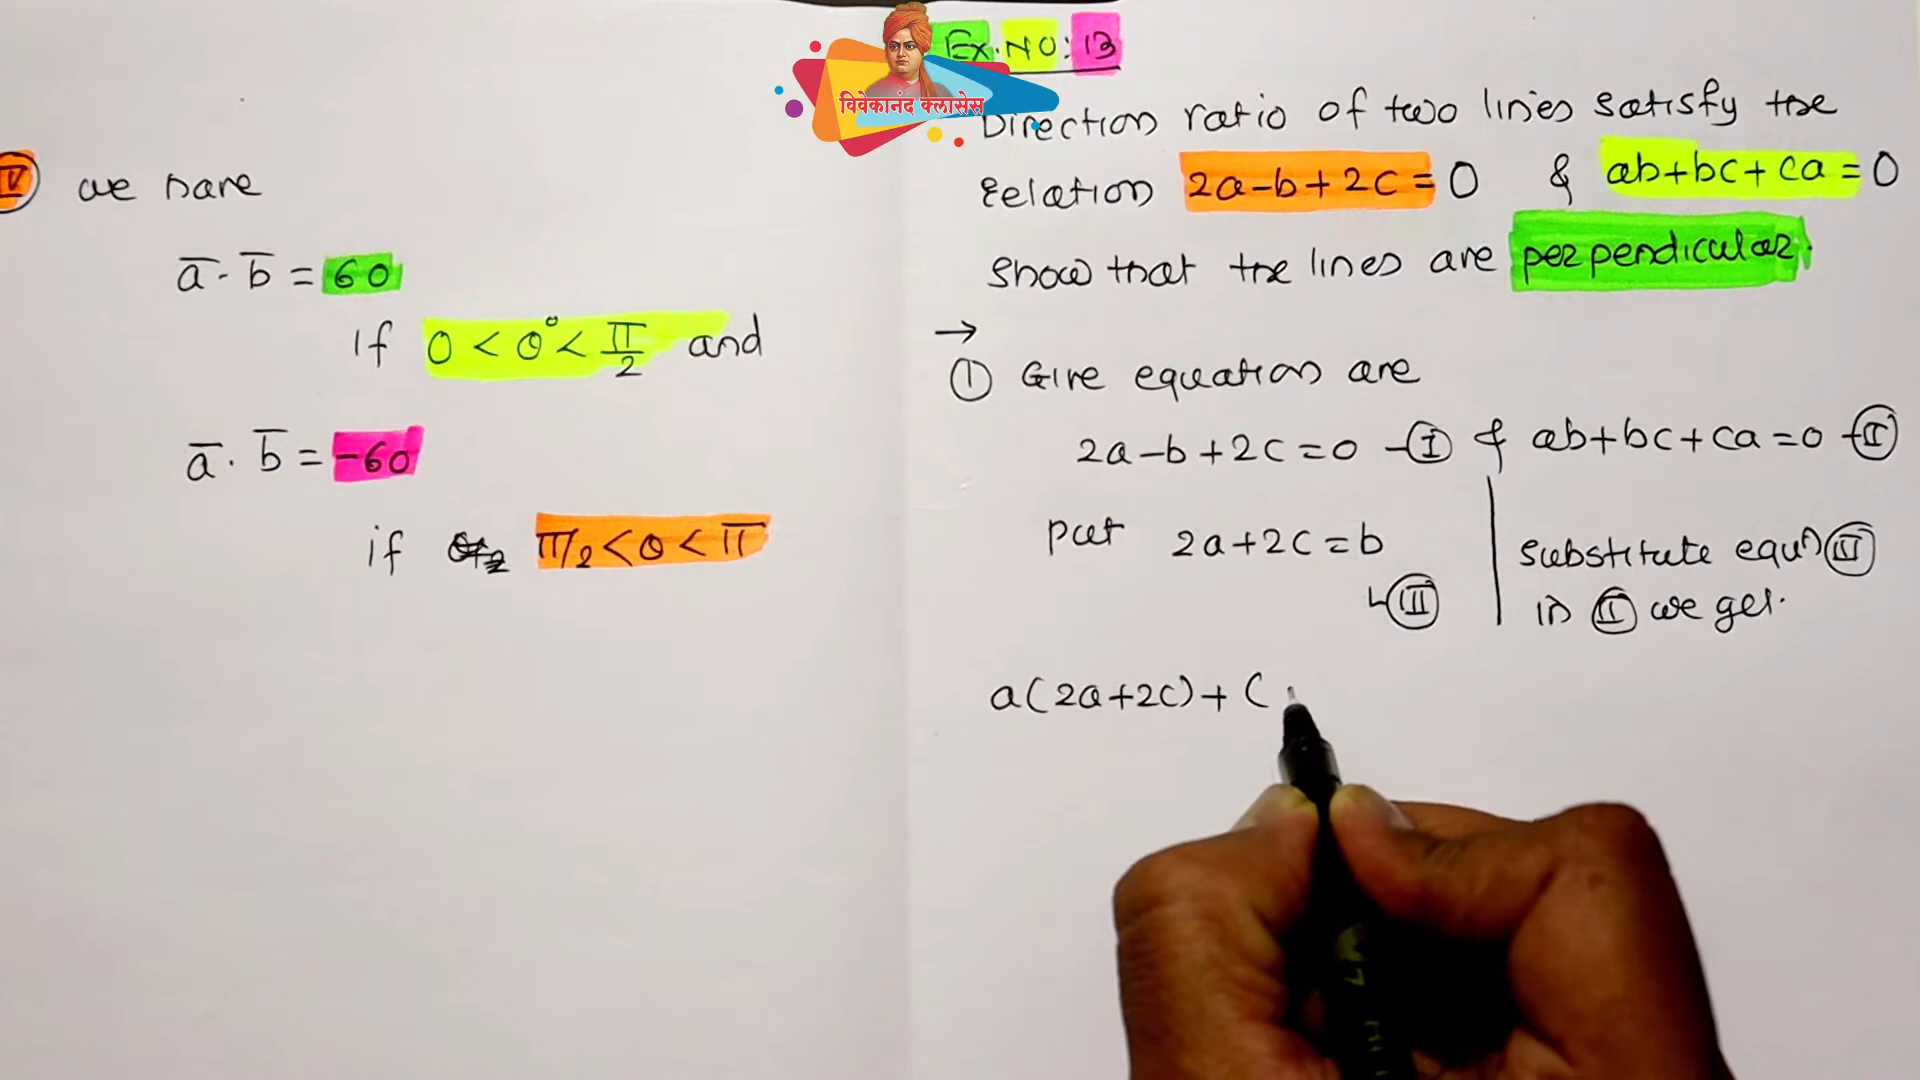 IV we have
a̅ · b̅ = 60
If 0 < θ° < π/2 and
a̅ · b̅ = -60
if π/2 < θ < π
विवेकानंद क्लासेस
Ex. NO: 13
Direction ratio of two lines satisfy the
relation 2a-b+2c=0 & ab+bc+ca=0
Show that the lines are perpendicular.
→
① Give equation are
2a-b+2c=0 -Ⓘ & ab+bc+ca=0 -Ⓘ︎Ⓘ
put 2a+2c=b
↳ (III)
substitute equn (III)
in (II) we get.
a(2a+2c)+(